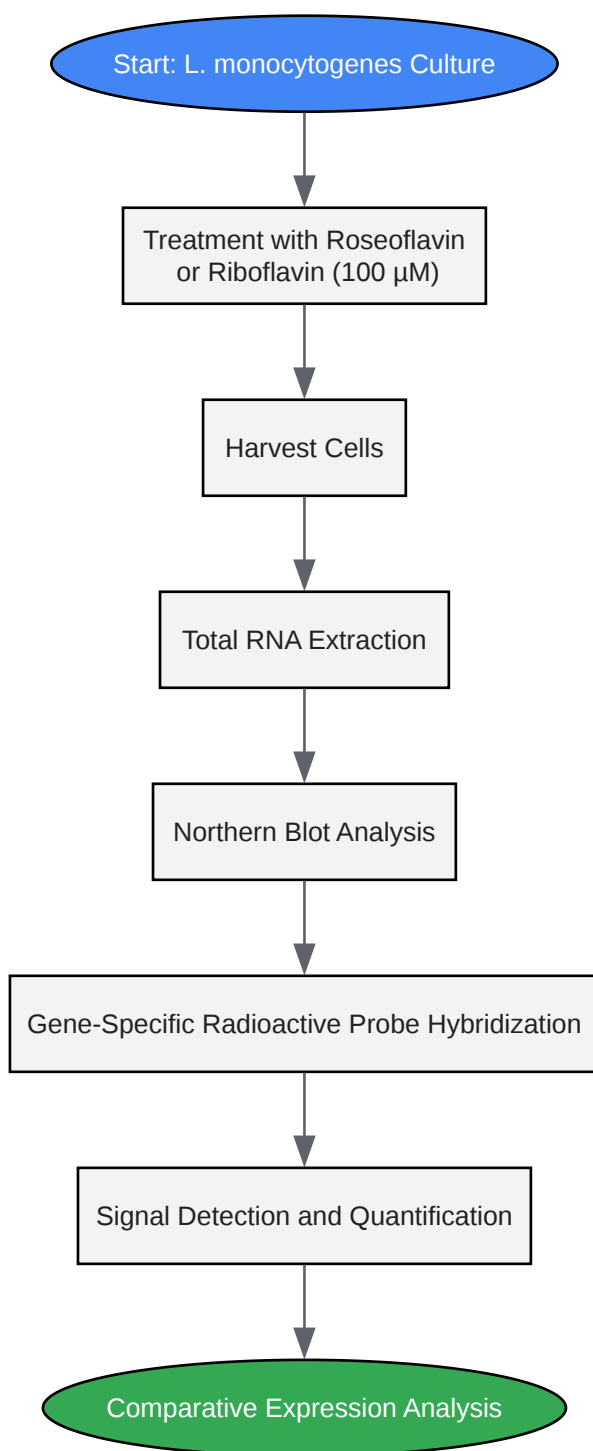 Start: L. monocytogenes Culture
Treatment with Roseoflavin
or Riboflavin (100 µM)
Harvest Cells
Total RNA Extraction
Northern Blot Analysis
Gene-Specific Radioactive Probe Hybridization
Signal Detection and Quantification
Comparative Expression Analysis